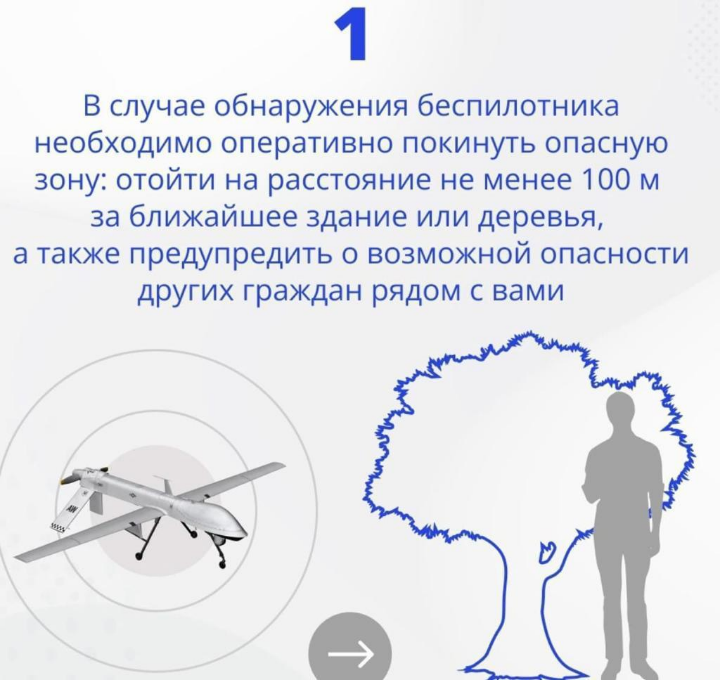 1
В случае обнаружения беспилотника
необходимо оперативно покинуть опасную
зону: отойти на расстояние не менее 100 м
за ближайшее здание или деревья,
а также предупредить о возможной опасности
других граждан рядом с вами